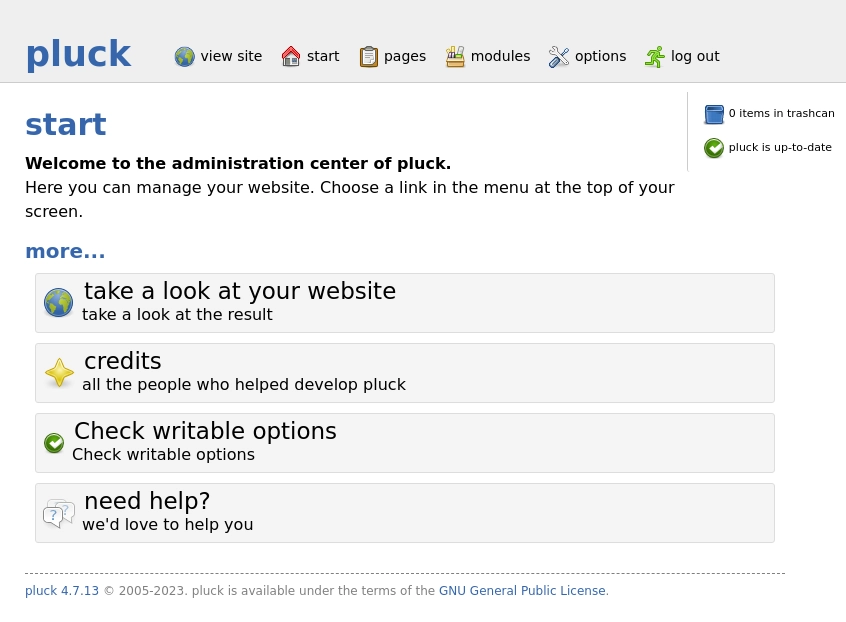 pluck
view site
start
pages
modules
options
log out
0 items in trashcan
pluck is up-to-date
start
Welcome to the administration center of pluck.
Here you can manage your website. Choose a link in the menu at the top of your
screen.
more...
take a look at your website
take a look at the result
credits
all the people who helped develop pluck
Check writable options
Check writable options
need help?
we'd love to help you
pluck 4.7.13 © 2005-2023. pluck is available under the terms of the GNU General Public License.